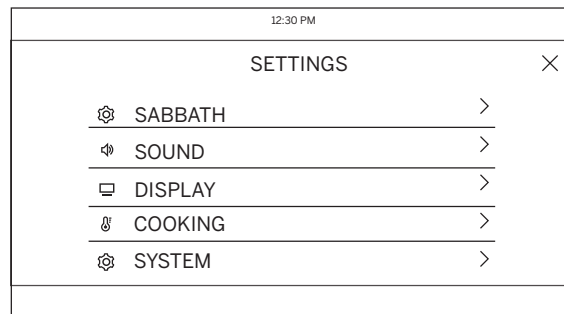 12:30 PM
SETTINGS
SABBATH
SOUND
DISPLAY
COOKING
SYSTEM